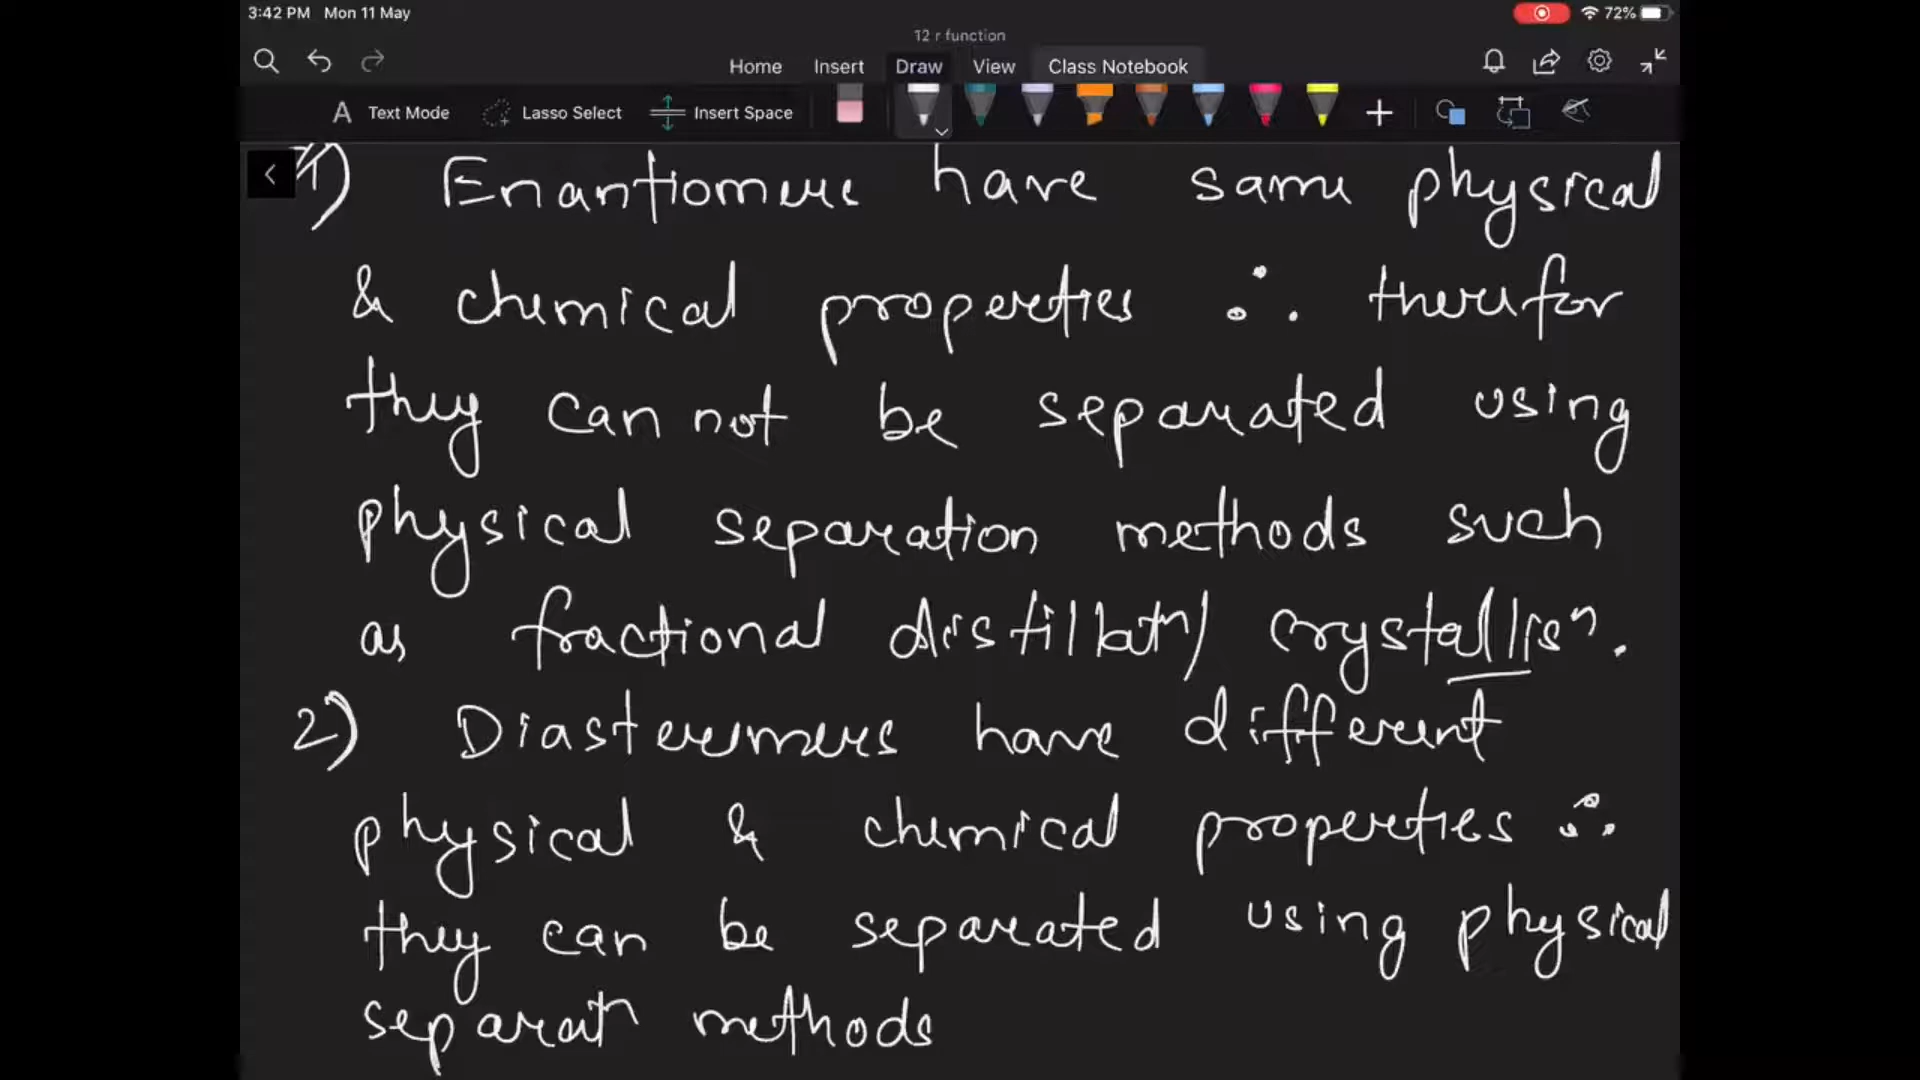 3:42 PM Mon 11 May 72%
12 r function
Home Insert Draw View Class Notebook
A Text Mode Lasso Select Insert Space
1) Enantiomers have same physical
& chemical properties ∴ therefor
they can not be separated using
physical separation methods such
as fractional distillatn / crystallisn.
2) Diasteremers have different
physical & chemical properties ∴
they can be separated using physical
separatn methods